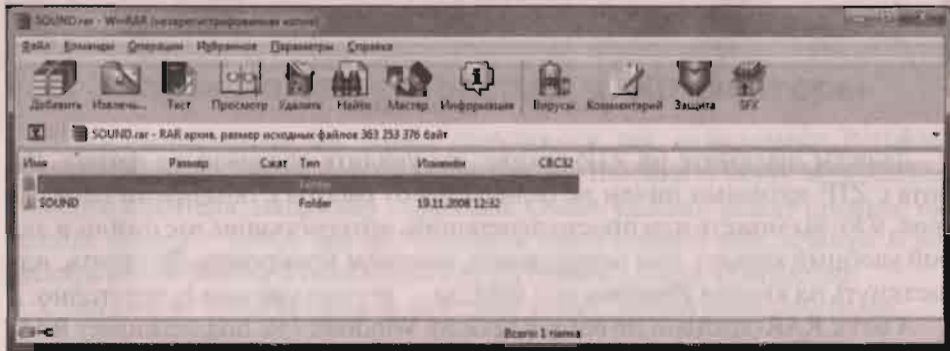 SOUND.rar - WinRAR (незарегистрированная копия)
Файл Команды Операции Избранное Параметры Справка
Добавить Извлечь... Тест Просмотр Удалить Найти Мастер Информация Вирусы Комментарий Защита SFX
SOUND.rar - RAR архив, размер исходных файлов 363 253 376 байт
Имя Размер Сжат Тип Изменён CRC32
Folder
SOUND Folder 19.11.2006 12:32
Всего 1 папка